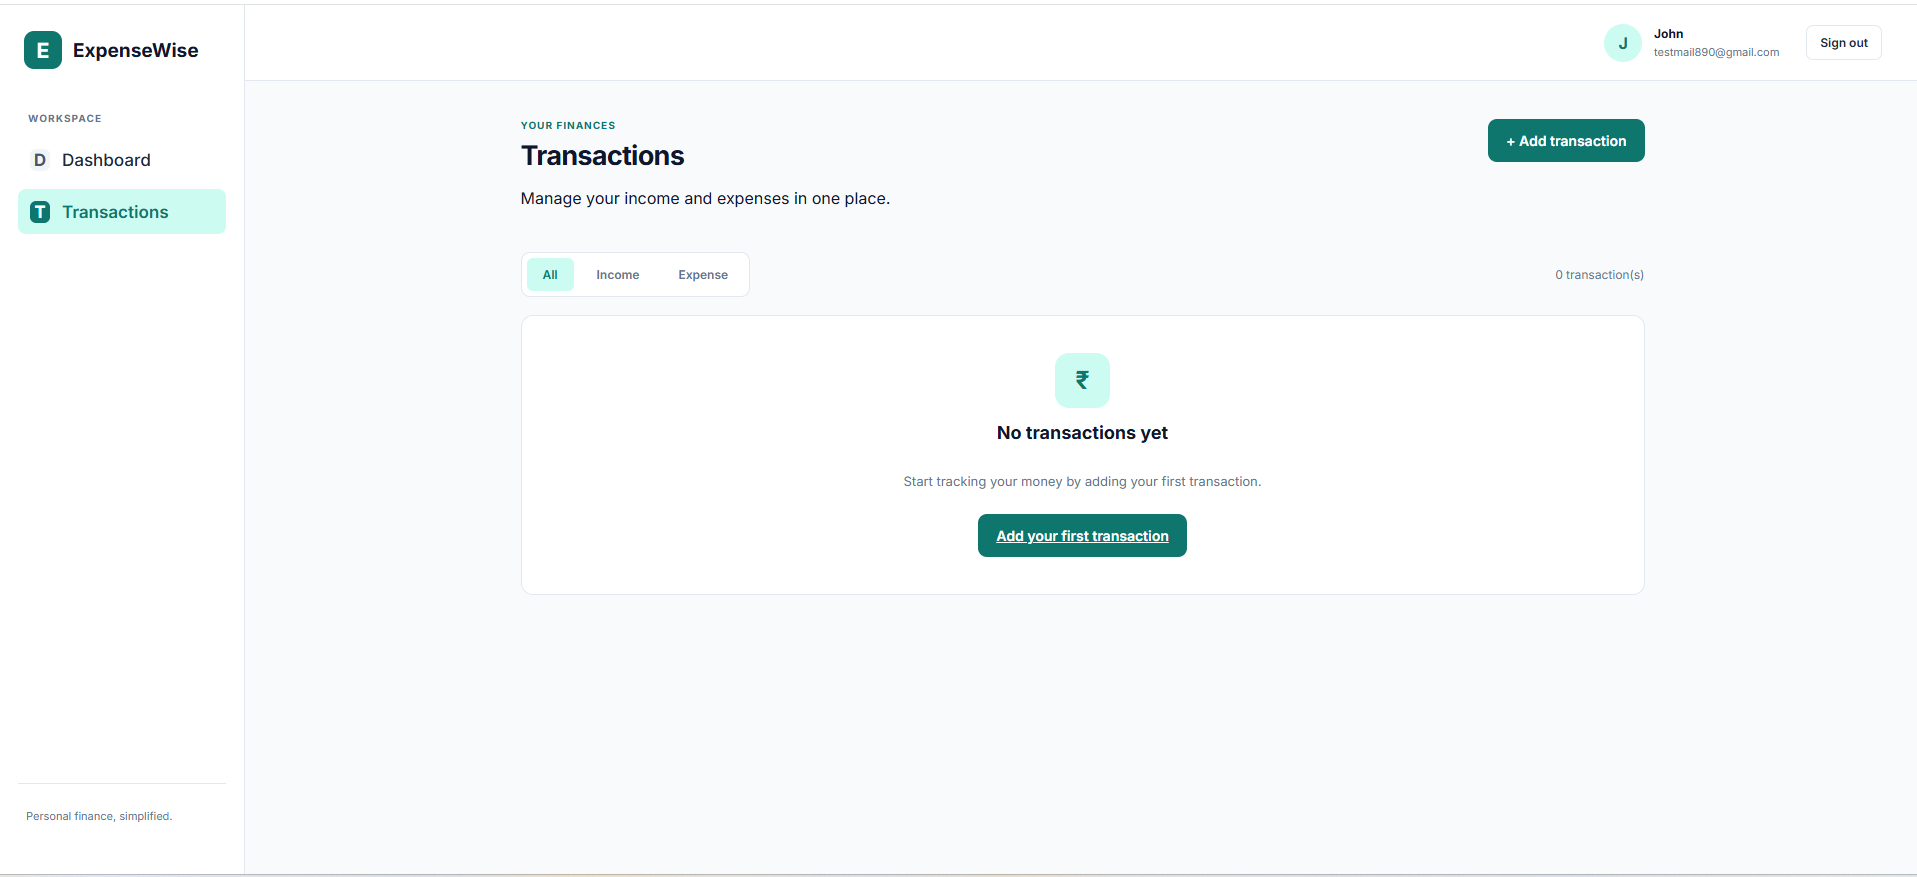 E ExpenseWise
WORKSPACE
D Dashboard
T Transactions
Personal finance, simplified.
J
John
testmail890@gmail.com
Sign out
YOUR FINANCES
Transactions
Manage your income and expenses in one place.
+ Add transaction
All Income Expense
0 transaction(s)
₹
No transactions yet
Start tracking your money by adding your first transaction.
Add your first transaction